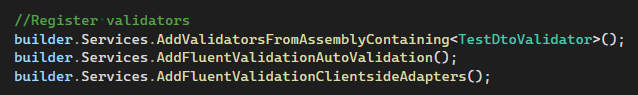 //Register validators
builder.Services.AddValidatorsFromAssemblyContaining<TestDtoValidator>();
builder.Services.AddFluentValidationAutoValidation();
builder.Services.AddFluentValidationClientsideAdapters();